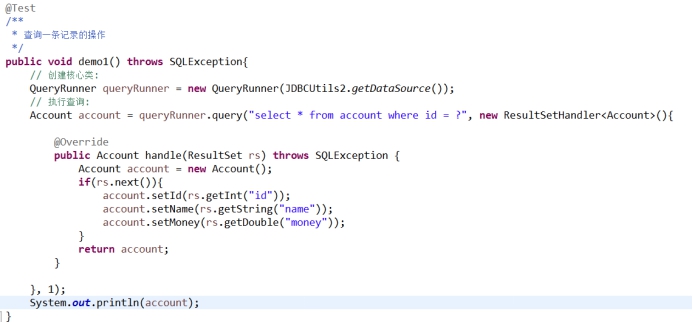 @Test
/**
 * 查询一条记录的操作
 */
public void demo1() throws SQLException{
    // 创建核心类:
    QueryRunner queryRunner = new QueryRunner(JDBCUtils2.getDataSource());
    // 执行查询:
    Account account = queryRunner.query("select * from account where id = ?", new ResultSetHandler<Account>(){

        @Override
        public Account handle(ResultSet rs) throws SQLException {
            Account account = new Account();
            if(rs.next()){
                account.setId(rs.getInt("id"));
                account.setName(rs.getString("name"));
                account.setMoney(rs.getDouble("money"));
            }
            return account;
        }

    }, 1);
    System.out.println(account);
}